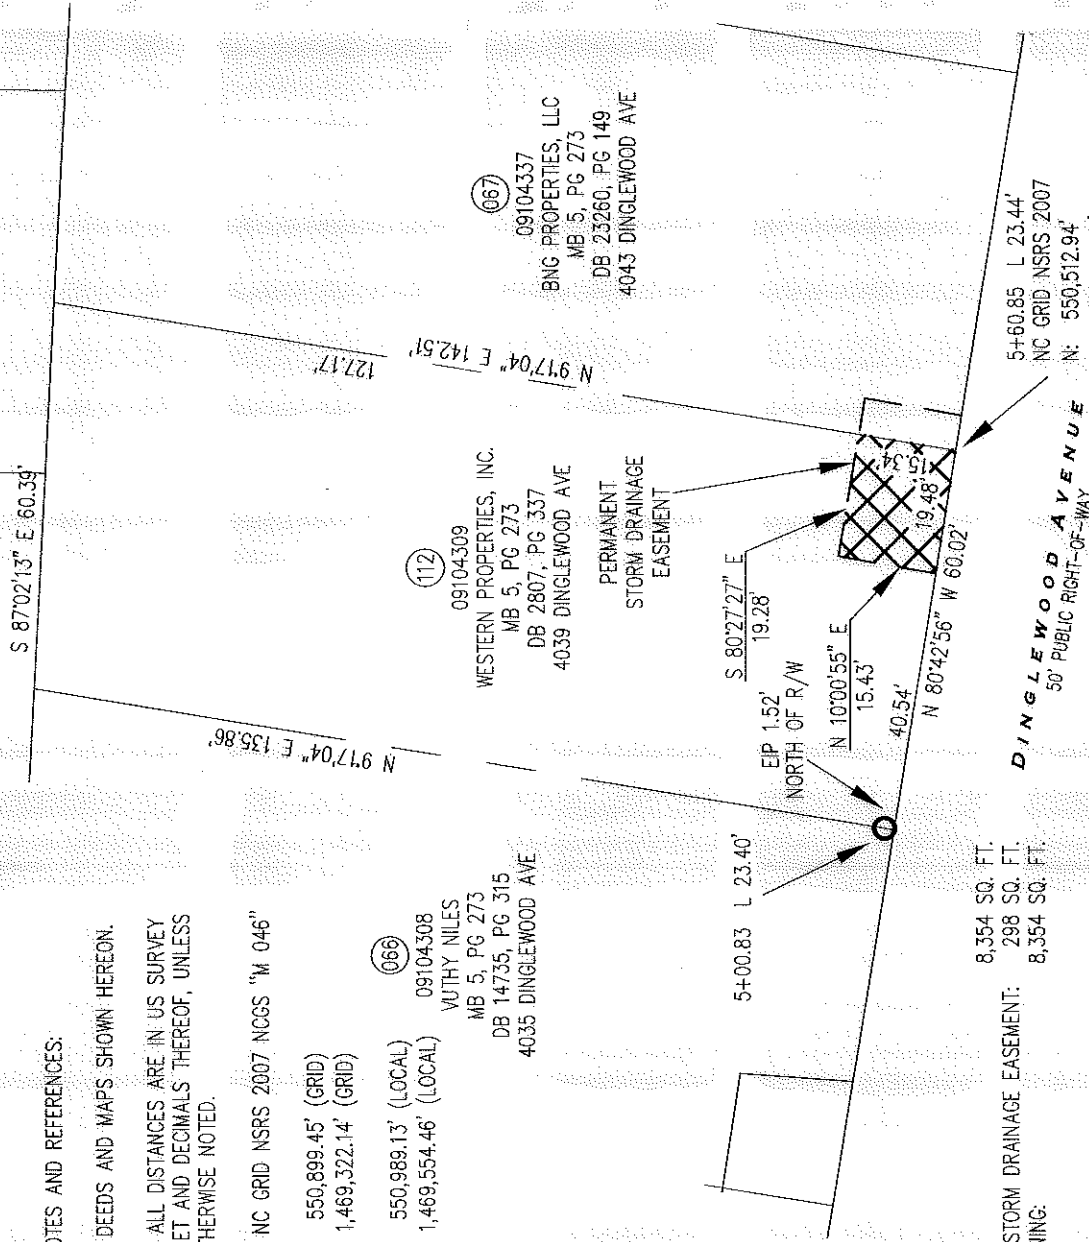 S 87°02'13" E 60.39'
OTES AND REFERENCES:
DEEDS AND MAPS SHOWN HEREON.
ALL DISTANCES ARE IN US SURVEY
ET AND DECIMALS THEREOF, UNLESS
THERWISE NOTED.
NC GRID NSRS 2007 NCGS "M 046"
550,899.45' (GRID)
1,469,322.14' (GRID)
550,989.13' (LOCAL)
1,469,554.46' (LOCAL)
066
09104308
VUTHY NILES
MB 5, PG 273
DB 14735, PG 315
4035 DINGLEWOOD AVE
N 9°17'04" E 135.86'
112
09104309
WESTERN PROPERTIES, INC.
MB 5, PG 273
DB 2807, PG 337
4039 DINGLEWOOD AVE
PERMANENT
STORM DRAINAGE
EASEMENT
N 9°17'04" E 142.51'
127.17'
067
09104337
BNG PROPERTIES, LLC
MB 5, PG 273
DB 23260, PG 149
4043 DINGLEWOOD AVE
S 80°27'27" E
19.28'
N 10°00'55" E
15.43'
15.34'
19.48'
EIP 1.52'
NORTH OF R/W
40.54'
N 80°42'56" W 60.02'
5+00.83 L 23.40'
5+60.85 L 23.44'
NC GRID NSRS 2007
N: 550,512.94'
DINGLEWOOD AVENUE
50' PUBLIC RIGHT-OF-WAY
8,354 SQ. FT.
STORM DRAINAGE EASEMENT: 298 SQ. FT.
NING: 8,354 SQ. FT.